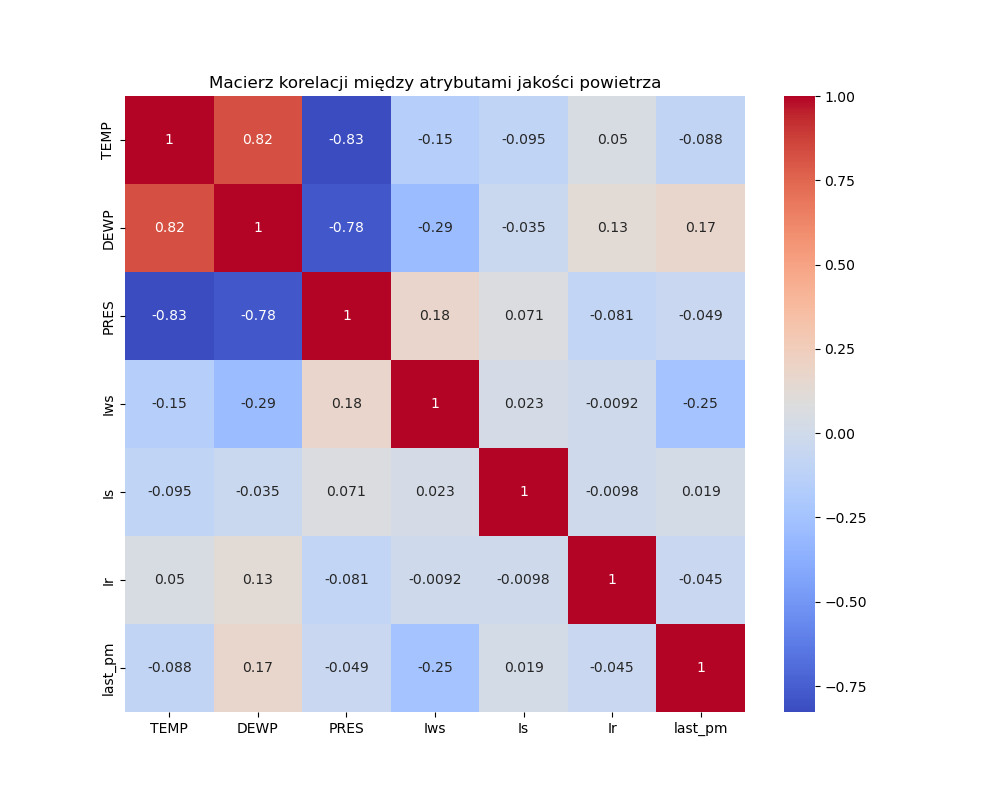 Macierz korelacji między atrybutami jakości powietrza
TEMP 1 0.82 -0.83 -0.15 -0.095 0.05 -0.088
DEWP 0.82 1 -0.78 -0.29 -0.035 0.13 0.17
PRES -0.83 -0.78 1 0.18 0.071 -0.081 -0.049
Iws -0.15 -0.29 0.18 1 0.023 -0.0092 -0.25
Is -0.095 -0.035 0.071 0.023 1 -0.0098 0.019
Ir 0.05 0.13 -0.081 -0.0092 -0.0098 1 -0.045
last_pm -0.088 0.17 -0.049 -0.25 0.019 -0.045 1
TEMP DEWP PRES Iws Is Ir last_pm
1.00
0.75
0.50
0.25
0.00
−0.25
−0.50
−0.75